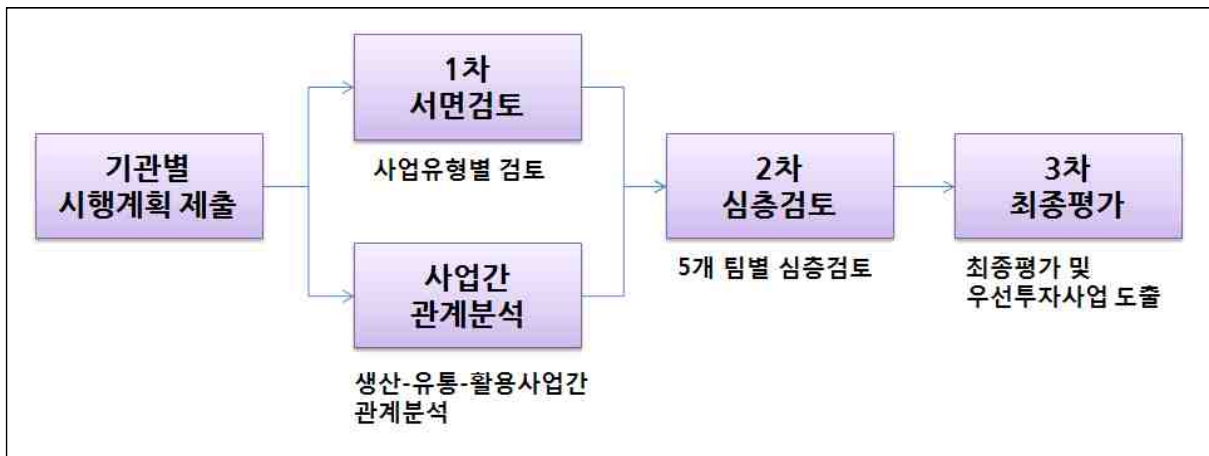 기관별
시행계획 제출
1차
서면검토
사업유형별 검토
사업간
관계분석
생산-유통-활용사업간
관계분석
2차
심층검토
5개 팀별 심층검토
3차
최종평가
최종평가 및
우선투자사업 도출